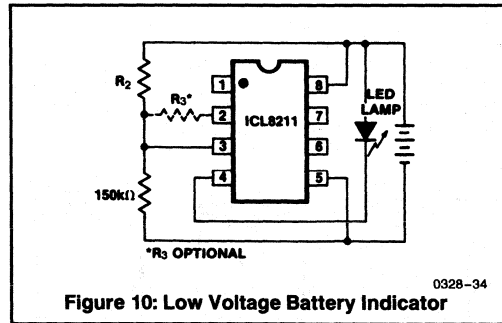 R2
R3*
1
2
3
4
ICL8211
8
7
6
5
LED
LAMP
150kΩ
*R3 OPTIONAL
0328–34
Figure 10: Low Voltage Battery Indicator